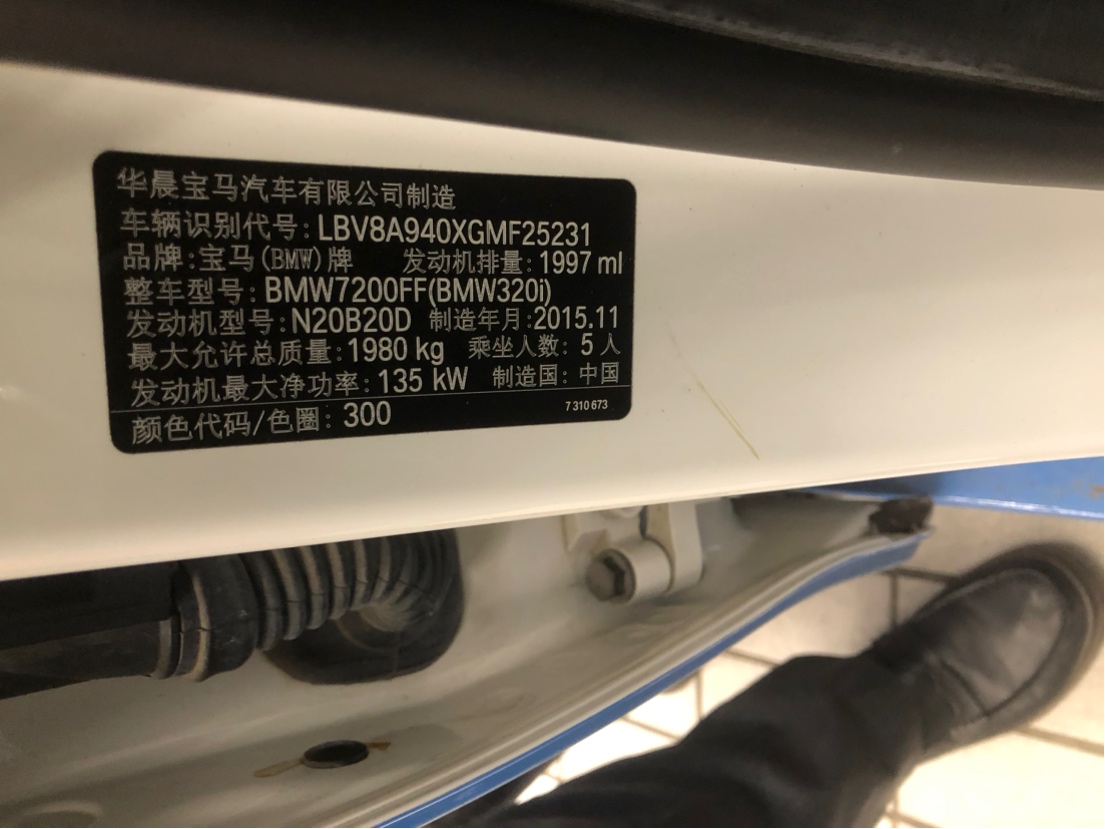 华晨宝马汽车有限公司制造
车辆识别代号: LBV8A940XGMF25231
品牌:宝马(BMW)牌 发动机排量: 1997 ml
整车型号: BMW7200FF(BMW320i)
发动机型号: N20B20D 制造年月:2015.11
最大允许总质量: 1980 kg 乘坐人数: 5 人
发动机最大净功率: 135 kW 制造国: 中国
颜色代码/色圈: 300 7 310 673